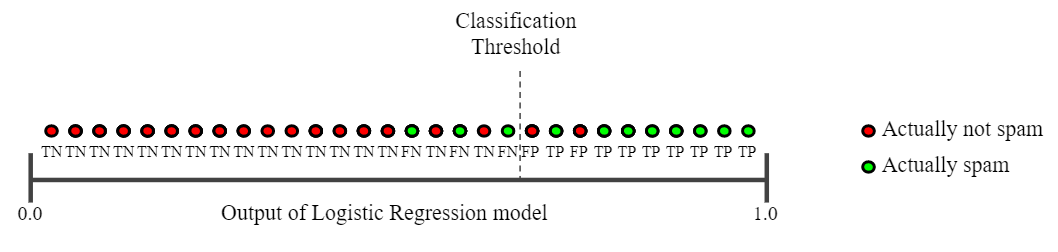 Classification
Threshold
Actually not spam
TN TN TN TN TN TN TN TN TN TN TN TN TN TN TN FN TN FN TN FN FP TP FP TP TP TP TP TP TP TP
Actually spam
0.0 Output of Logistic Regression model 1.0